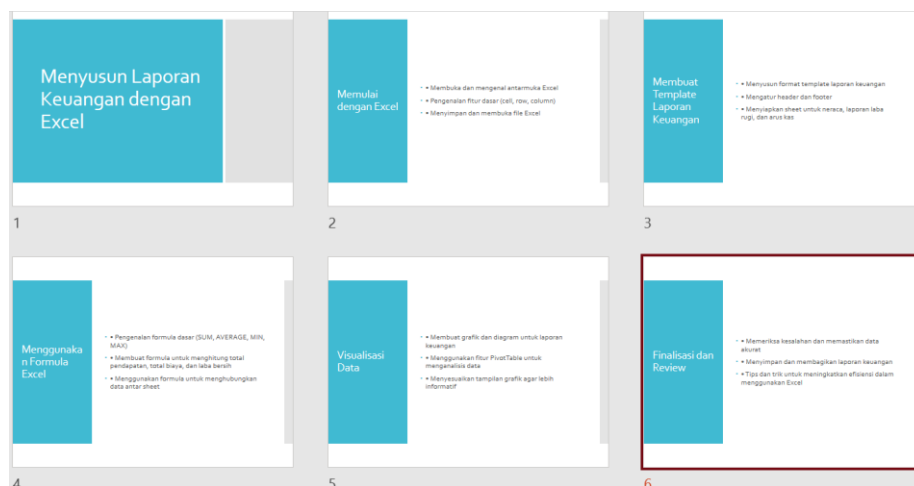 Menyusun Laporan
Keuangan dengan
Excel
1
Memulai
dengan Excel
• • Membuka dan mengenal antarmuka Excel
• • Pengenalan fitur dasar (cell, row, column)
• • Menyimpan dan membuka file Excel
2
Membuat
Template
Laporan
Keuangan
• • Menyusun format template laporan keuangan
• • Mengatur header dan footer
• • Menyiapkan sheet untuk neraca, laporan laba
rugi, dan arus kas
3
Menggunaka
n Formula
Excel
• • Pengenalan formula dasar (SUM, AVERAGE, MIN,
MAX)
• • Membuat formula untuk menghitung total
pendapatan, total biaya, dan laba bersih
• • Menggunakan formula untuk menghubungkan
data antar sheet
4
Visualisasi
Data
• • Membuat grafik dan diagram untuk laporan
keuangan
• • Menggunakan fitur PivotTable untuk
menganalisis data
• • Menyesuaikan tampilan grafik agar lebih
informatif
5
Finalisasi dan
Review
• • Memeriksa kesalahan dan memastikan data
akurat
• • Menyimpan dan membagikan laporan keuangan
• • Tips dan trik untuk meningkatkan efisiensi dalam
menggunakan Excel
6